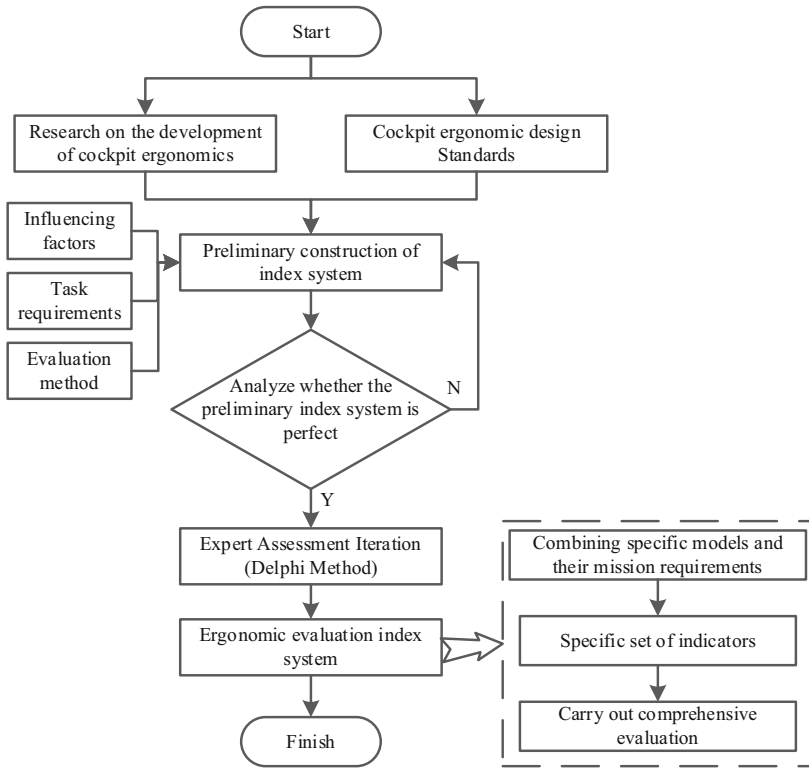 Start
Research on the development
of cockpit ergonomics
Cockpit ergonomic design
Standards
Influencing
factors
Task
requirements
Evaluation
method
Preliminary construction of
index system
Analyze whether the
preliminary index system is
perfect
N
Y
Expert Assessment Iteration
(Delphi Method)
Ergonomic evaluation index
system
Finish
Combining specific models and
their mission requirements
Specific set of indicators
Carry out comprehensive
evaluation